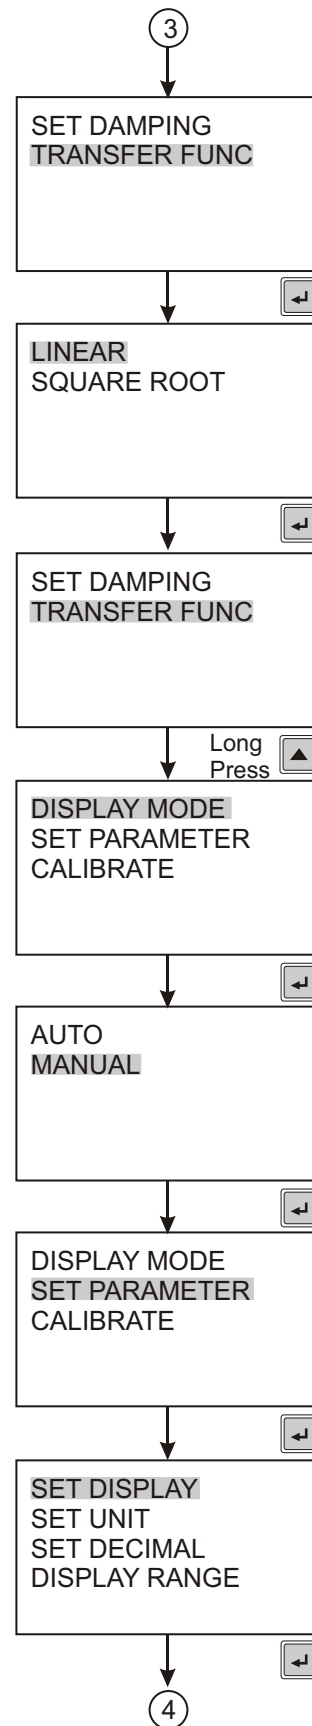 3
SET DAMPING
TRANSFER FUNC
LINEAR
SQUARE ROOT
SET DAMPING
TRANSFER FUNC
Long
Press
DISPLAY MODE
SET PARAMETER
CALIBRATE
AUTO
MANUAL
DISPLAY MODE
SET PARAMETER
CALIBRATE
SET DISPLAY
SET UNIT
SET DECIMAL
DISPLAY RANGE
4